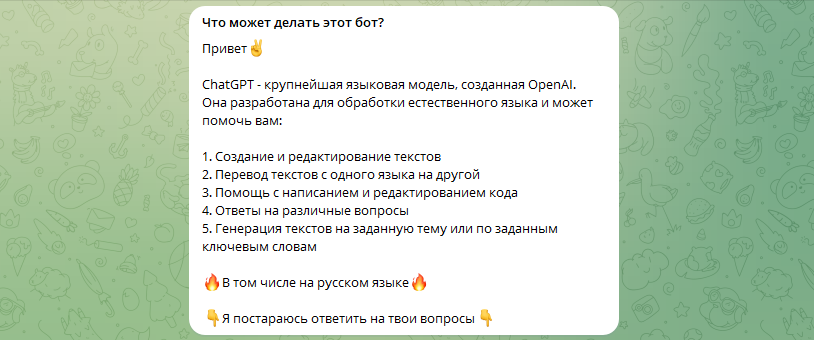 Что может делать этот бот?
Привет✌️
ChatGPT - крупнейшая языковая модель, созданная OpenAI.
Она разработана для обработки естественного языка и может
помочь вам:
1. Создание и редактирование текстов
2. Перевод текстов с одного языка на другой
3. Помощь с написанием и редактированием кода
4. Ответы на различные вопросы
5. Генерация текстов на заданную тему или по заданным
ключевым словам
🔥В том числе на русском языке🔥
👇Я постараюсь ответить на твои вопросы 👇